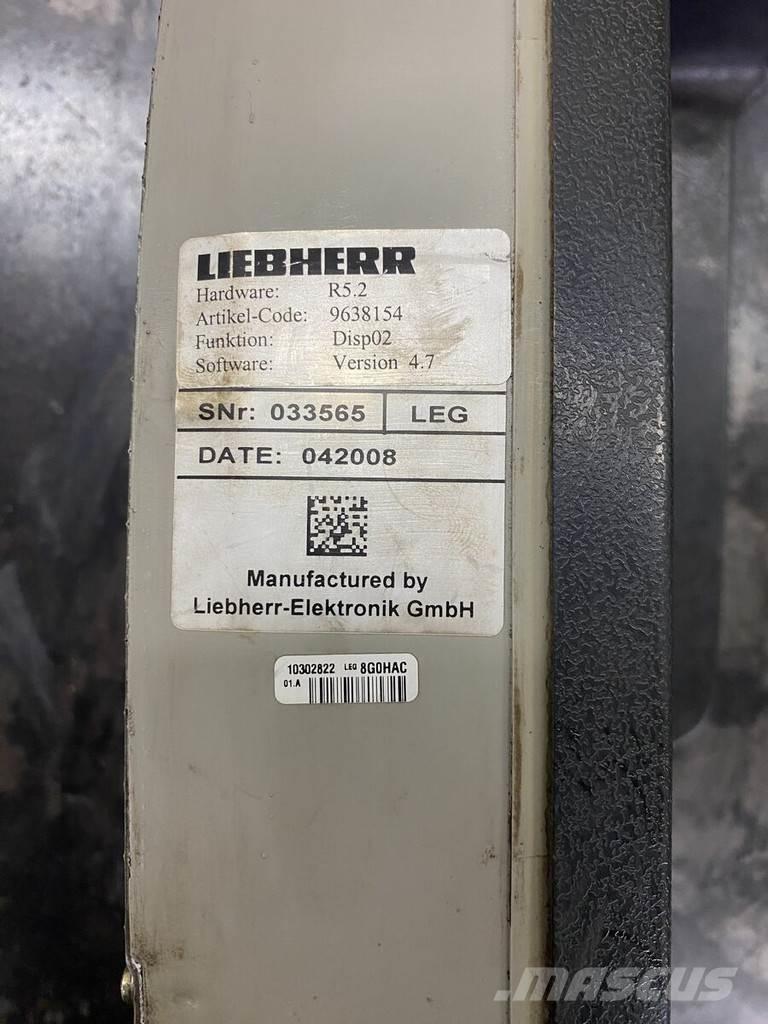 LIEBHERR
Hardware: R5.2
Artikel-Code: 9638154
Funktion: Disp02
Software: Version 4.7
SNr: 033565 LEG
DATE: 042008
Manufactured by
Liebherr-Elektronik GmbH
10302822 LEG 8G0HAC
01.A
MASCUS